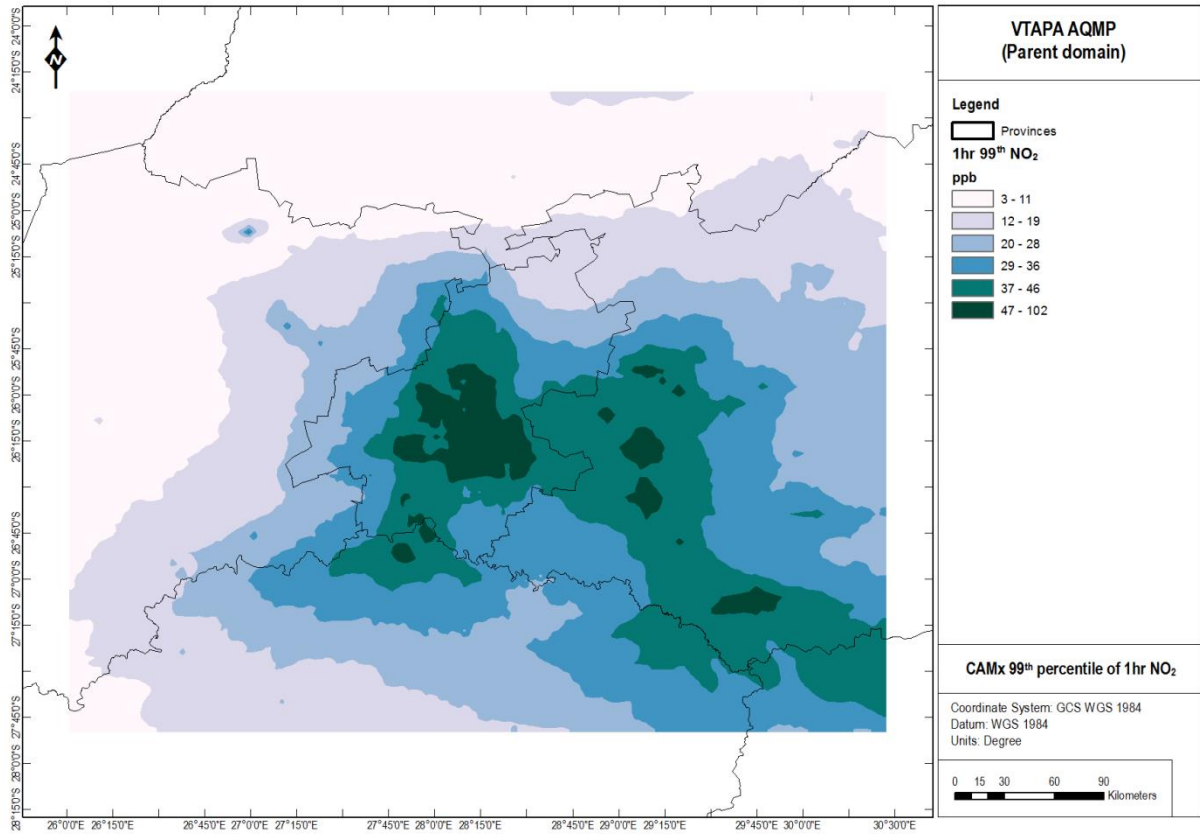 N
24°0'0"S
24°15'0"S
24°45'0"S
25°0'0"S
25°15'0"S
25°45'0"S
26°0'0"S
26°15'0"S
26°45'0"S
27°0'0"S
27°15'0"S
27°45'0"S
28°0'0"S
28°15'0"S
26°0'0"E 26°15'0"E 26°45'0"E 27°0'0"E 27°15'0"E 27°45'0"E 28°0'0"E 28°15'0"E 28°45'0"E 29°0'0"E 29°15'0"E 29°45'0"E 30°0'0"E 30°30'0"E
VTAPA AQMP
(Parent domain)
Legend
Provinces
1hr 99th NO₂
ppb
3 - 11
12 - 19
20 - 28
29 - 36
37 - 46
47 - 102
CAMx 99th percentile of 1hr NO₂
Coordinate System: GCS WGS 1984
Datum: WGS 1984
Units: Degree
0 15 30 60 90
Kilometers